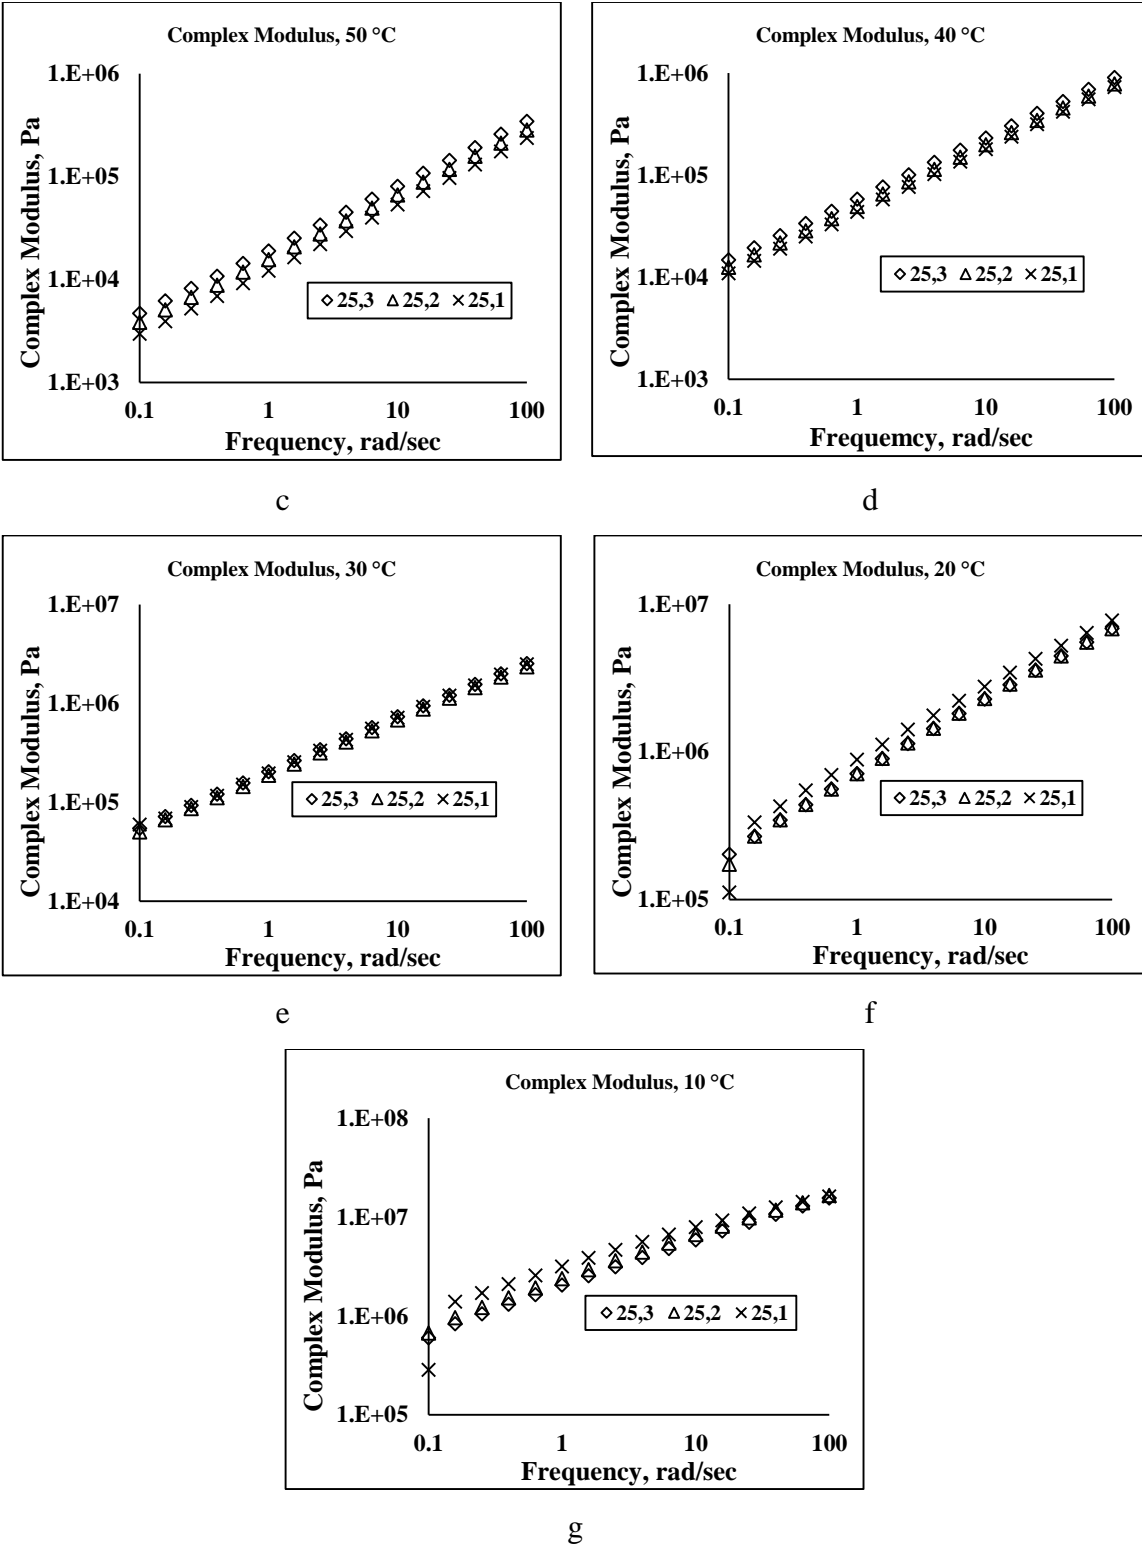 Complex Modulus, 50 °C
1.E+06
1.E+05
1.E+04
1.E+03
Complex Modulus, Pa
25,3 25,2 25,1
0.1 1 10 100
Frequency, rad/sec
c
Complex Modulus, 40 °C
1.E+06
1.E+05
1.E+04
1.E+03
Complex Modulus, Pa
25,3 25,2 25,1
0.1 1 10 100
Frequemcy, rad/sec
d
Complex Modulus, 30 °C
1.E+07
1.E+06
1.E+05
1.E+04
Complex Modulus, Pa
25,3 25,2 25,1
0.1 1 10 100
Frequency, rad/sec
e
Complex Modulus, 20 °C
1.E+07
1.E+06
1.E+05
Complex Modulus, Pa
25,3 25,2 25,1
0.1 1 10 100
Frequency, rad/sec
f
Complex Modulus, 10 °C
1.E+08
1.E+07
1.E+06
1.E+05
Complex Modulus, Pa
25,3 25,2 25,1
0.1 1 10 100
Frequency, rad/sec
g